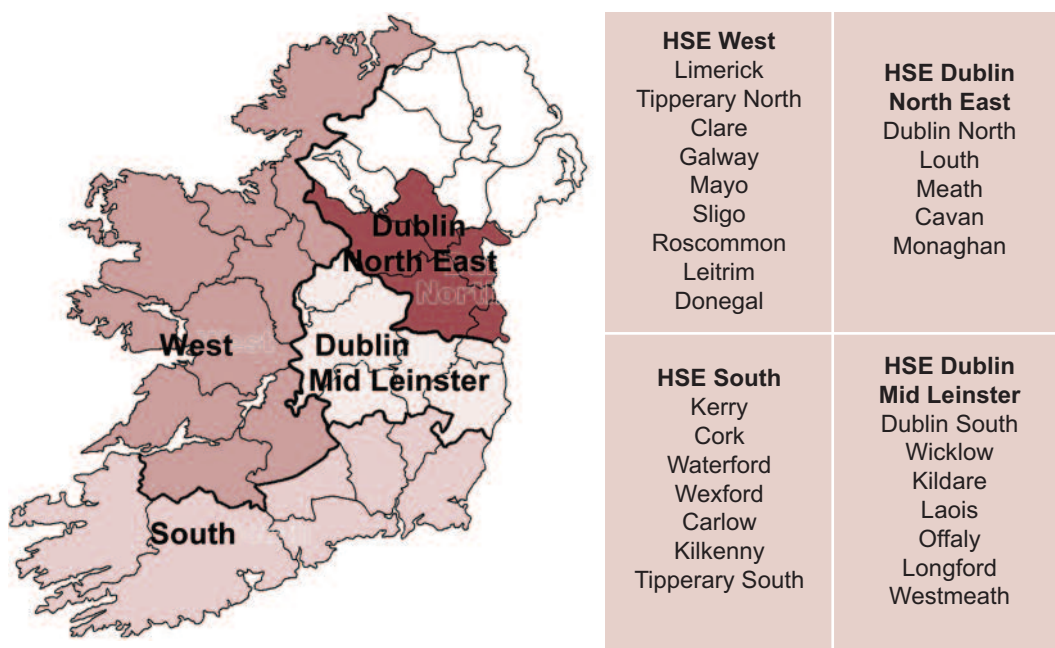 Dublin
North East
North
West
Dublin
Mid Leinster
South
HSE West
Limerick
Tipperary North
Clare
Galway
Mayo
Sligo
Roscommon
Leitrim
Donegal
HSE Dublin
North East
Dublin North
Louth
Meath
Cavan
Monaghan
HSE South
Kerry
Cork
Waterford
Wexford
Carlow
Kilkenny
Tipperary South
HSE Dublin
Mid Leinster
Dublin South
Wicklow
Kildare
Laois
Offaly
Longford
Westmeath